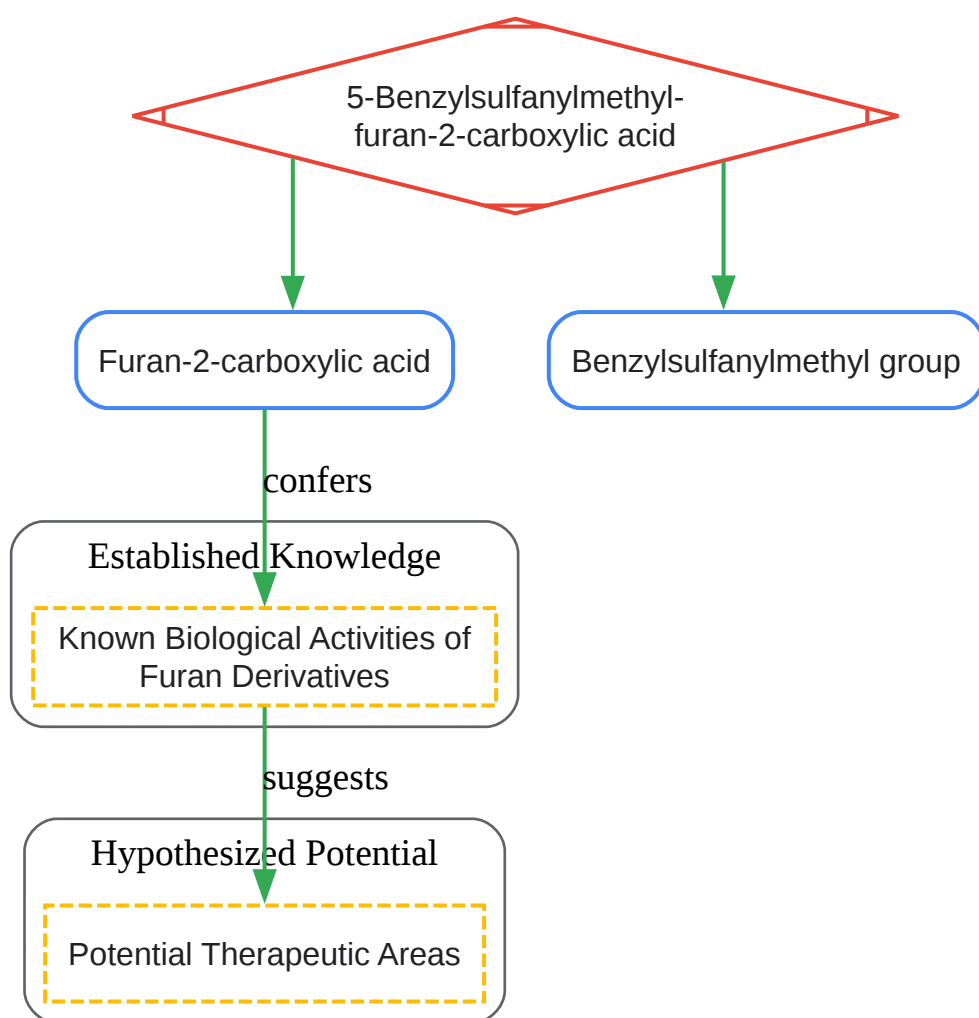 5-Benzylsulfanylmethyl-
furan-2-carboxylic acid
Furan-2-carboxylic acid
Benzylsulfanylmethyl group
confers
Established Knowledge
Known Biological Activities of
Furan Derivatives
suggests
Hypothesized Potential
Potential Therapeutic Areas